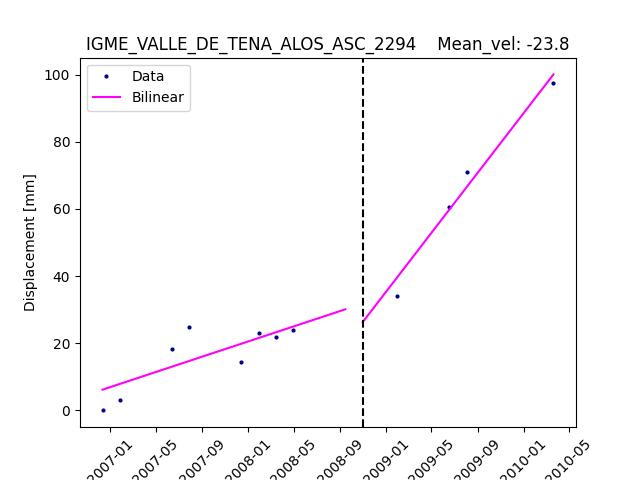 IGME_VALLE_DE_TENA_ALOS_ASC_2294 Mean_vel: -23.8
Data
Bilinear
Displacement [mm]
100
80
60
40
20
0
2007-01 2007-05 2007-09 2008-01 2008-05 2008-09 2009-01 2009-05 2009-09 2010-01 2010-05